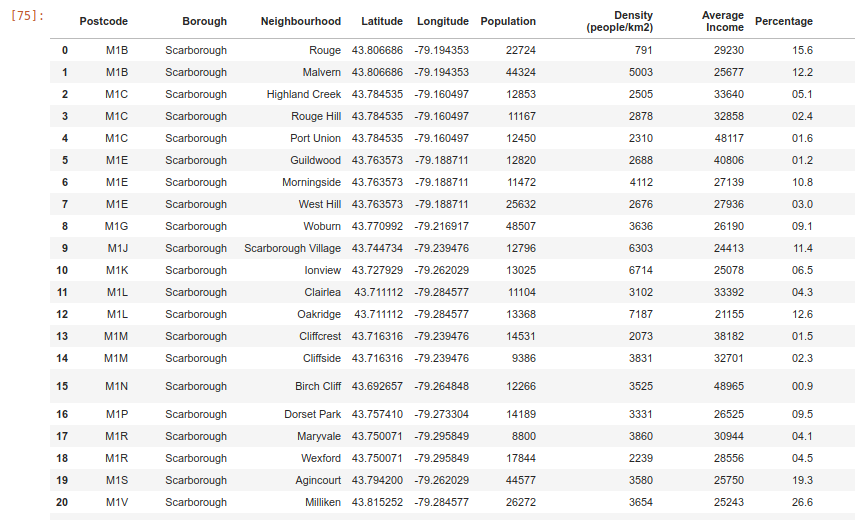 [75]:
Postcode Borough Neighbourhood Latitude Longitude Population Density (people/km2) Average Income Percentage
0 M1B Scarborough Rouge 43.806686 -79.194353 22724 791 29230 15.6
1 M1B Scarborough Malvern 43.806686 -79.194353 44324 5003 25677 12.2
2 M1C Scarborough Highland Creek 43.784535 -79.160497 12853 2505 33640 05.1
3 M1C Scarborough Rouge Hill 43.784535 -79.160497 11167 2878 32858 02.4
4 M1C Scarborough Port Union 43.784535 -79.160497 12450 2310 48117 01.6
5 M1E Scarborough Guildwood 43.763573 -79.188711 12820 2688 40806 01.2
6 M1E Scarborough Morningside 43.763573 -79.188711 11472 4112 27139 10.8
7 M1E Scarborough West Hill 43.763573 -79.188711 25632 2676 27936 03.0
8 M1G Scarborough Woburn 43.770992 -79.216917 48507 3636 26190 09.1
9 M1J Scarborough Scarborough Village 43.744734 -79.239476 12796 6303 24413 11.4
10 M1K Scarborough Ionview 43.727929 -79.262029 13025 6714 25078 06.5
11 M1L Scarborough Clairlea 43.711112 -79.284577 11104 3102 33392 04.3
12 M1L Scarborough Oakridge 43.711112 -79.284577 13368 7187 21155 12.6
13 M1M Scarborough Cliffcrest 43.716316 -79.239476 14531 2073 38182 01.5
14 M1M Scarborough Cliffside 43.716316 -79.239476 9386 3831 32701 02.3
15 M1N Scarborough Birch Cliff 43.692657 -79.264848 12266 3525 48965 00.9
16 M1P Scarborough Dorset Park 43.757410 -79.273304 14189 3331 26525 09.5
17 M1R Scarborough Maryvale 43.750071 -79.295849 8800 3860 30944 04.1
18 M1R Scarborough Wexford 43.750071 -79.295849 17844 2239 28556 04.5
19 M1S Scarborough Agincourt 43.794200 -79.262029 44577 3580 25750 19.3
20 M1V Scarborough Milliken 43.815252 -79.284577 26272 3654 25243 26.6